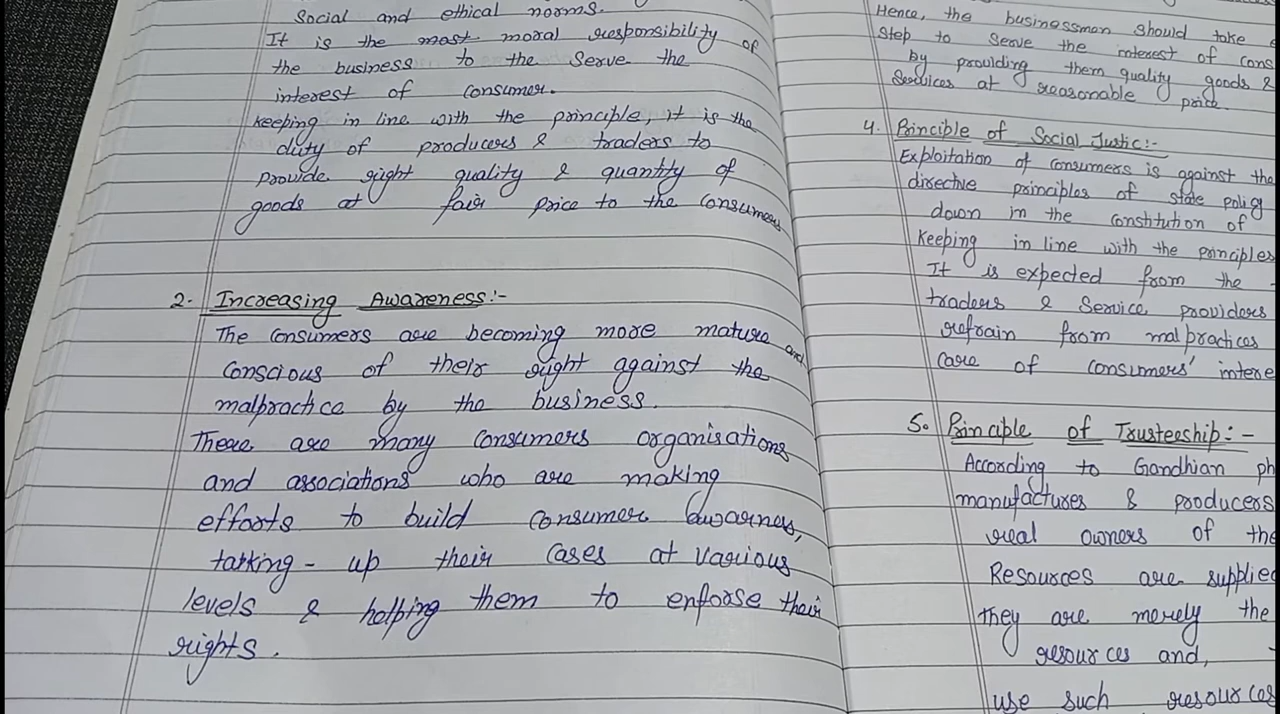 Social and ethical norms.
It is the most moral responsibility of
the business to the serve the
interest of consumer.
keeping in line with the principle, it is the
duty of producers & traders to
provide right quality & quantity of
goods at fair price to the consumers
2. Increasing Awareness:-
The consumers are becoming more mature and
conscious of their right against the
malpractice by the business.
There are many consumers organisations
and associations who are making
efforts to build consumer awarness,
takking-up their cases at various
levels & helping them to enforse their
rights.
Hence, the businessman should take
step to serve the interest of cons
by providing them quality goods &
Services at reasonable price.
4. Principle of Social Justic:-
Exploitation of consumers is against the
directive principles of state policy
down in the constitution of
keeping in line with the principles
It is expected from the
traders & Service providers
refrain from malpractices
care of consumers' intere
5. Principle of Trusteeship:-
According to Gandhian ph
manufactures & producers
real owners of the
Resources are supplied
They are merely the
resources and,
use such resources